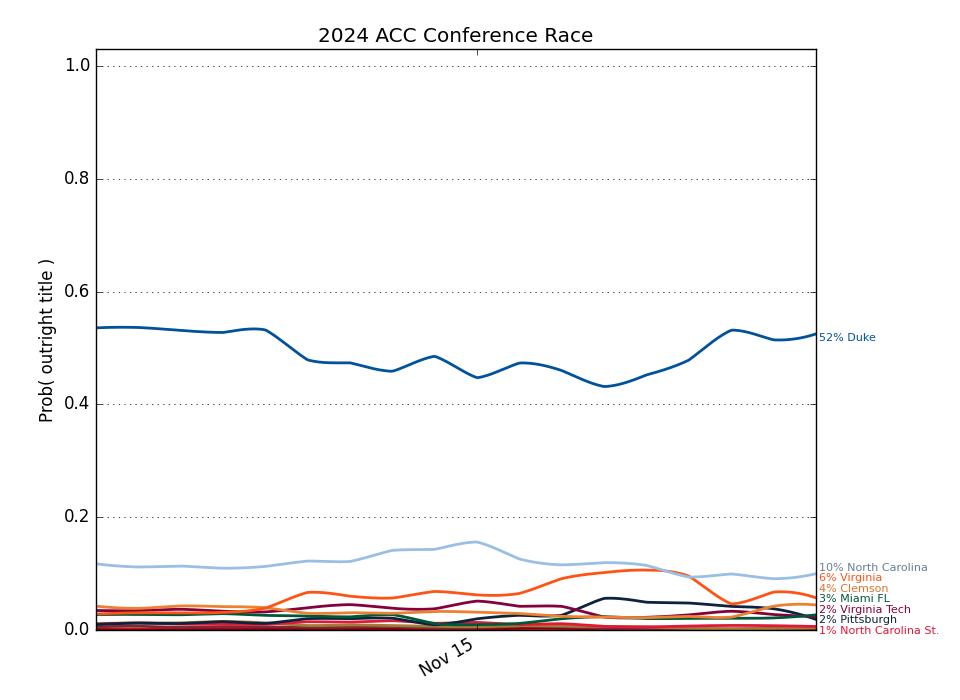 2024 ACC Conference Race
Prob( outright title )
1.0
0.8
0.6
0.4
0.2
0.0
Nov 15
52% Duke
10% North Carolina
6% Virginia
4% Clemson
3% Miami FL
2% Virginia Tech
2% Pittsburgh
1% North Carolina St.